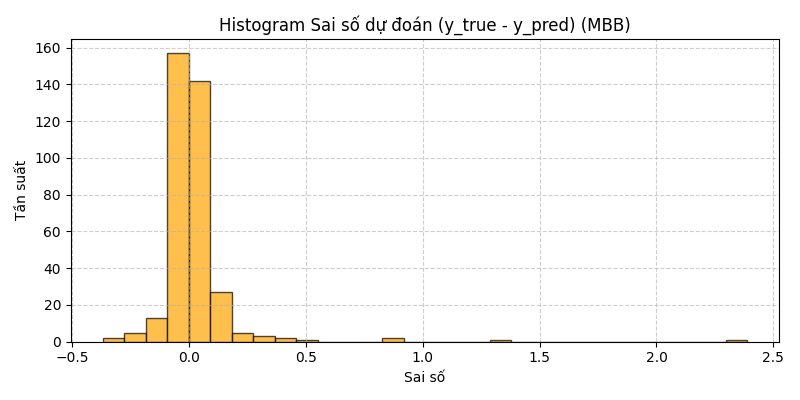 Histogram Sai số dự đoán (y_true - y_pred) (MBB)
Tần suất
160
140
120
100
80
60
40
20
0
−0.5 0.0 0.5 1.0 1.5 2.0 2.5
Sai số